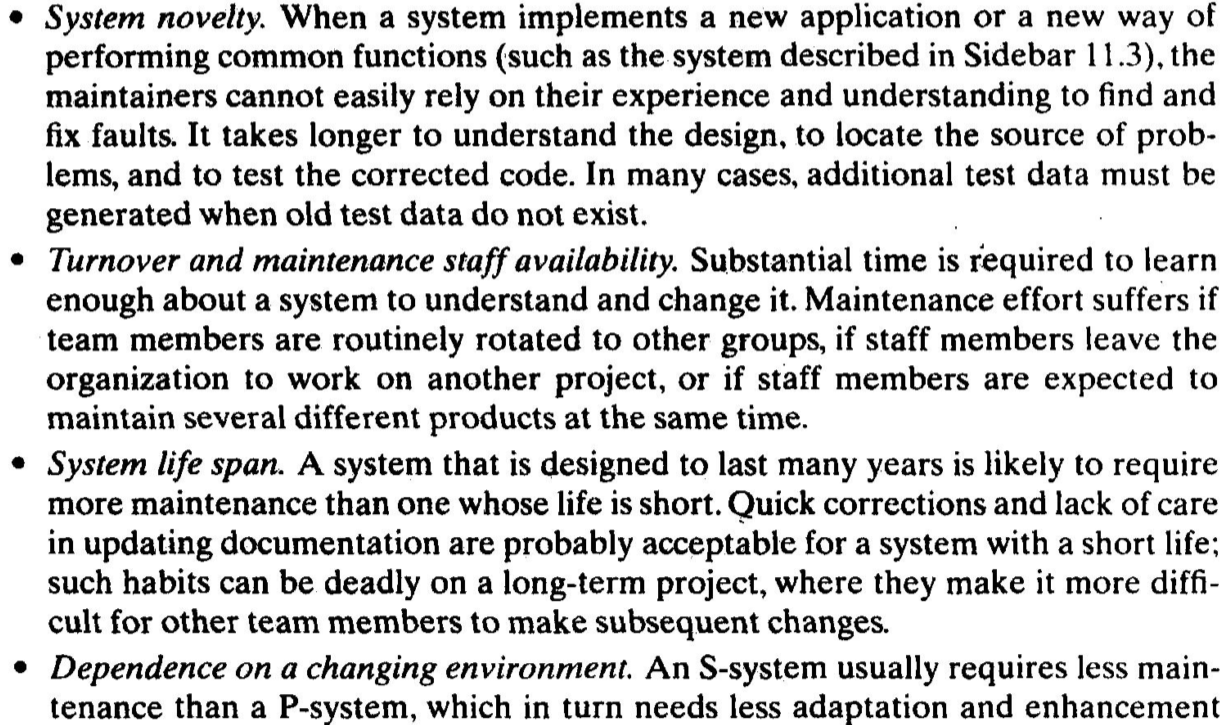 • System novelty. When a system implements a new application or a new way of
performing common functions (such as the system described in Sidebar 11.3), the
maintainers cannot easily rely on their experience and understanding to find and
fix faults. It takes longer to understand the design, to locate the source of prob-
lems, and to test the corrected code. In many cases, additional test data must be
generated when old test data do not exist.
• Turnover and maintenance staff availability. Substantial time is required to learn
enough about a system to understand and change it. Maintenance effort suffers if
team members are routinely rotated to other groups, if staff members leave the
organization to work on another project, or if staff members are expected to
maintain several different products at the same time.
• System life span. A system that is designed to last many years is likely to require
more maintenance than one whose life is short. Quick corrections and lack of care
in updating documentation are probably acceptable for a system with a short life;
such habits can be deadly on a long-term project, where they make it more diffi-
cult for other team members to make subsequent changes.
• Dependence on a changing environment. An S-system usually requires less main-
tenance than a P-system, which in turn needs less adaptation and enhancement